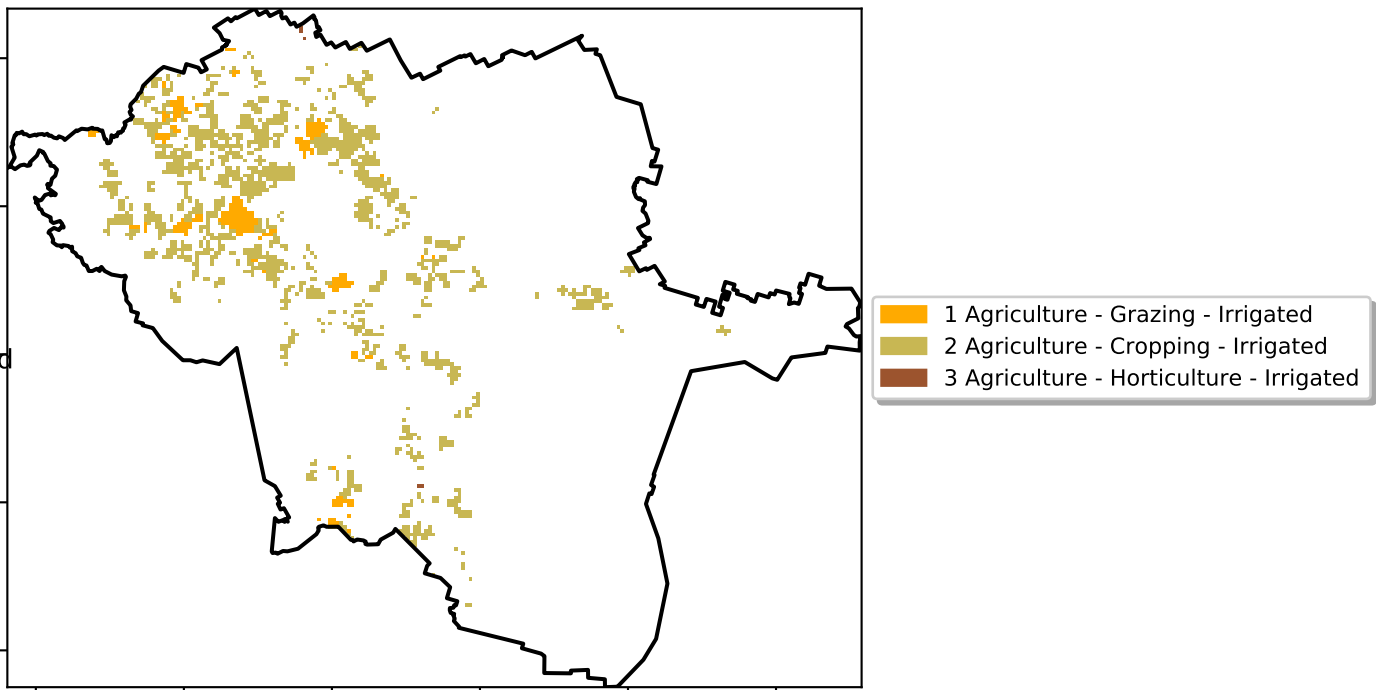 1 Agriculture - Grazing - Irrigated
2 Agriculture - Cropping - Irrigated
3 Agriculture - Horticulture - Irrigated
d